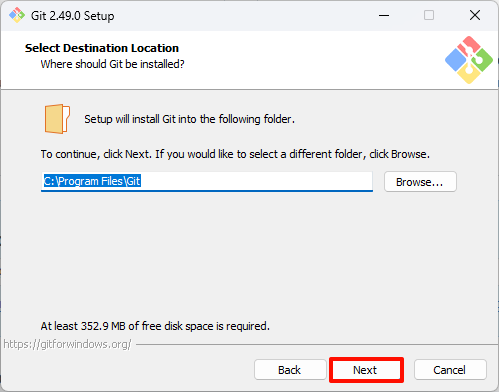 Git 2.49.0 Setup
Select Destination Location
Where should Git be installed?
Setup will install Git into the following folder.
To continue, click Next. If you would like to select a different folder, click Browse.
C:\Program Files\Git
Browse...
At least 352.9 MB of free disk space is required.
https://gitforwindows.org/
Back
Next
Cancel